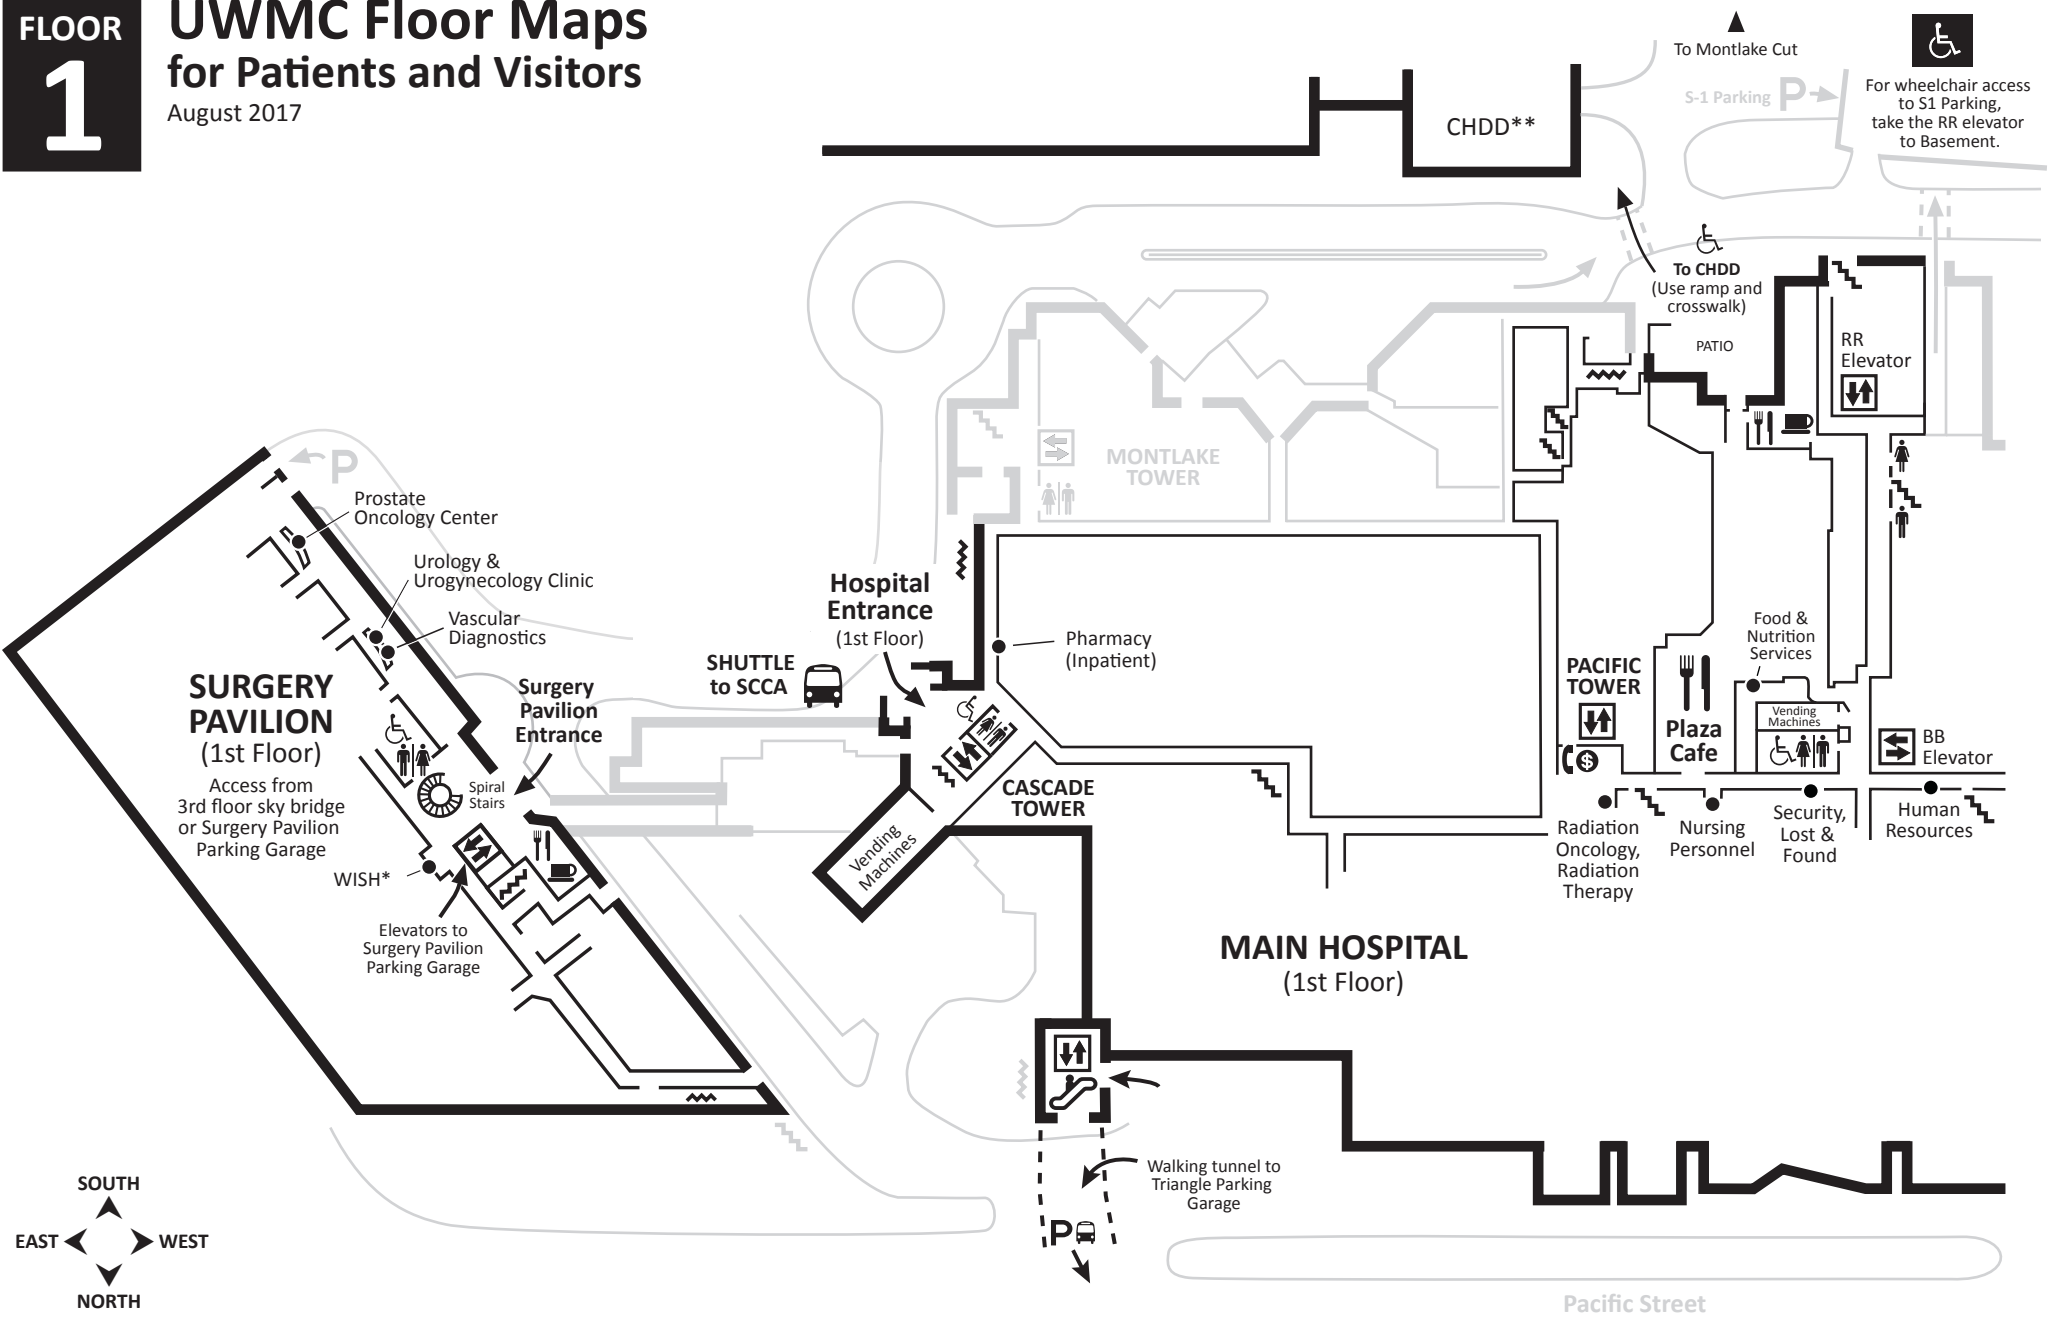 FLOOR
1
UWMC Floor Maps
for Patients and Visitors
August 2017
To Montlake Cut
S-1 Parking P
For wheelchair access
to S1 Parking,
take the RR elevator
to Basement.
CHDD**
To CHDD
(Use ramp and
crosswalk)
PATIO
RR
Elevator
MONTLAKE
TOWER
P
Prostate
Oncology Center
Urology &
Urogynecology Clinic
Vascular
Diagnostics
Hospital
Entrance
(1st Floor)
SHUTTLE
to SCCA
Pharmacy
(Inpatient)
SURGERY
PAVILION
(1st Floor)
Access from
3rd floor sky bridge
or Surgery Pavilion
Parking Garage
Surgery
Pavilion
Entrance
Spiral
Stairs
WISH*
Elevators to
Surgery Pavilion
Parking Garage
CASCADE
TOWER
Vending
Machines
PACIFIC
TOWER
$
Plaza
Cafe
Food &
Nutrition
Services
Vending
Machines
BB
Elevator
Radiation
Oncology,
Radiation
Therapy
Nursing
Personnel
Security,
Lost &
Found
Human
Resources
MAIN HOSPITAL
(1st Floor)
Walking tunnel to
Triangle Parking
Garage
P
SOUTH
EAST
WEST
NORTH
Pacific Street